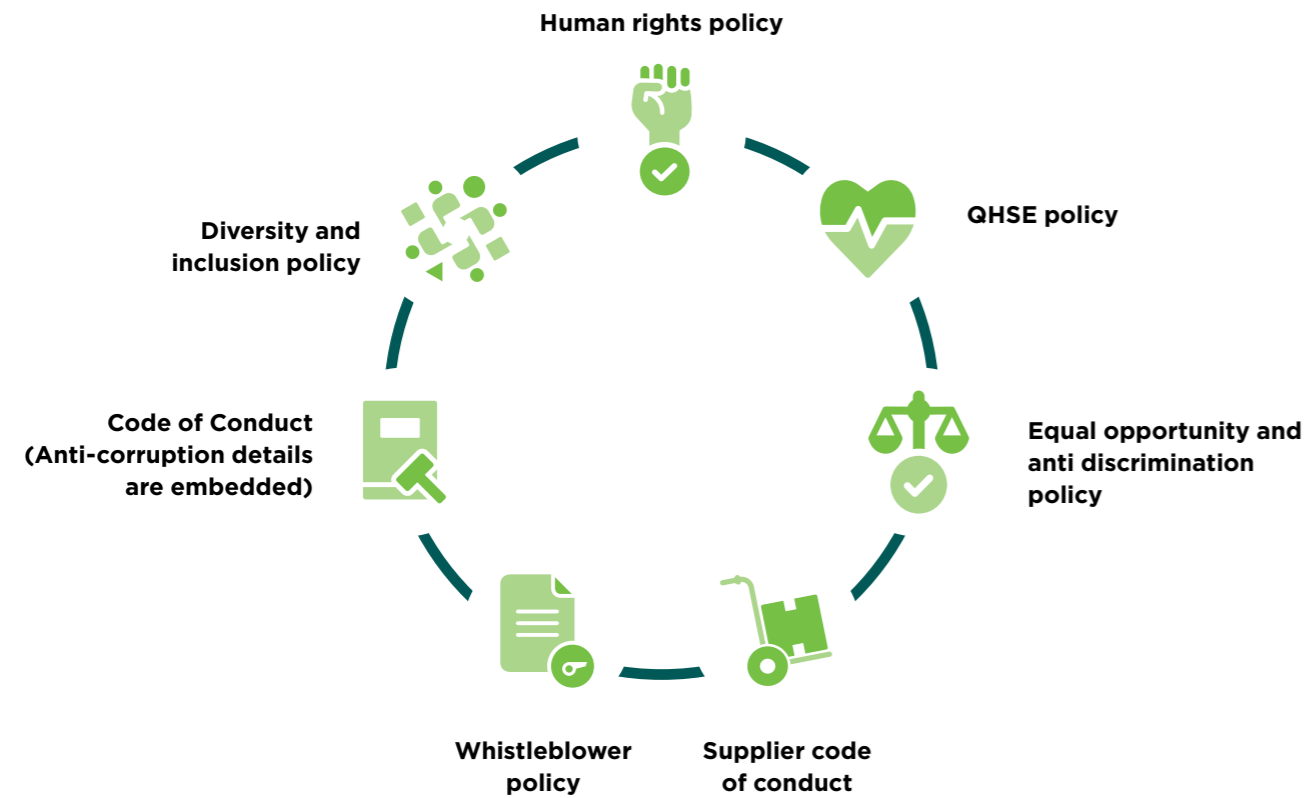 Human rights policy
QHSE policy
Equal opportunity and
anti discrimination
policy
Supplier code
of conduct
Whistleblower
policy
Code of Conduct
(Anti-corruption details
are embedded)
Diversity and
inclusion policy